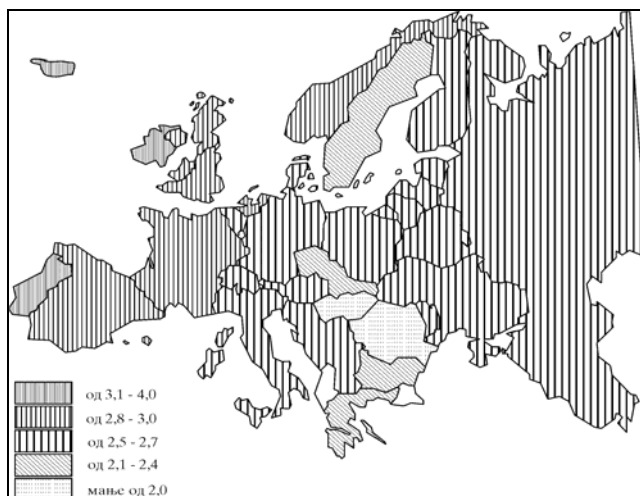 од 3,1 - 4,0
од 2,8 - 3,0
од 2,5 - 2,7
од 2,1 - 2,4
мање од 2,0